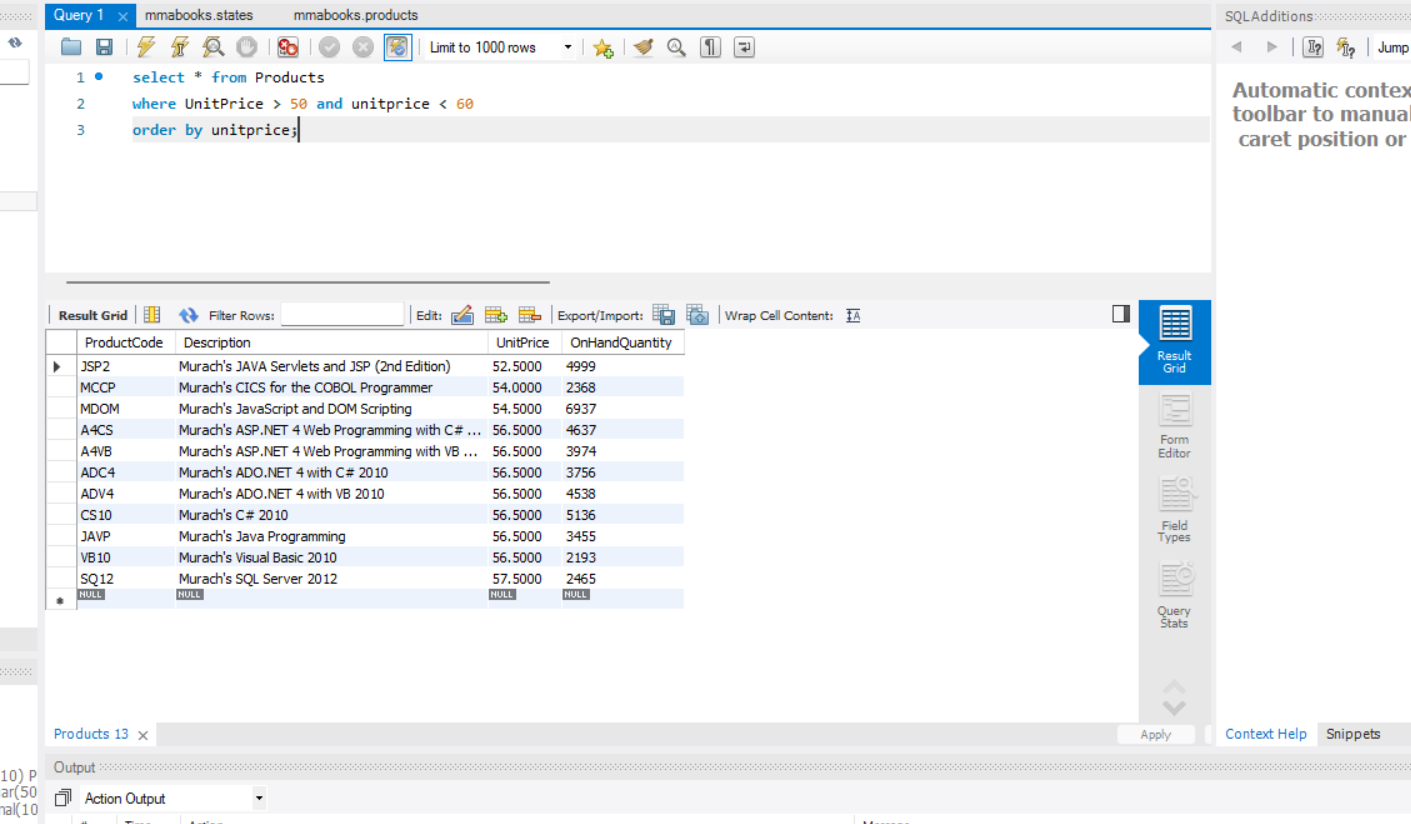 Query 1 × mmabooks.states mmabooks.products
SQLAdditions
Limit to 1000 rows
Jump
1 select * from Products
2 where UnitPrice > 50 and unitprice < 60
3 order by unitprice;
Automatic contex
toolbar to manual
caret position or
Result Grid Filter Rows: Edit: Export/Import: Wrap Cell Content:
ProductCode Description UnitPrice OnHandQuantity
JSP2 Murach's JAVA Servlets and JSP (2nd Edition) 52.5000 4999
MCCP Murach's CICS for the COBOL Programmer 54.0000 2368
MDOM Murach's JavaScript and DOM Scripting 54.5000 6937
A4CS Murach's ASP.NET 4 Web Programming with C# ... 56.5000 4637
A4VB Murach's ASP.NET 4 Web Programming with VB ... 56.5000 3974
ADC4 Murach's ADO.NET 4 with C# 2010 56.5000 3756
ADV4 Murach's ADO.NET 4 with VB 2010 56.5000 4538
CS10 Murach's C# 2010 56.5000 5136
JAVP Murach's Java Programming 56.5000 3455
VB10 Murach's Visual Basic 2010 56.5000 2193
SQ12 Murach's SQL Server 2012 57.5000 2465
NULL NULL NULL NULL
Result
Grid
Form
Editor
Field
Types
Query
Stats
Products 13 ×
Apply
Context Help Snippets
Output
10) P
ar(50
nal(10
Action Output
# Time Action Message